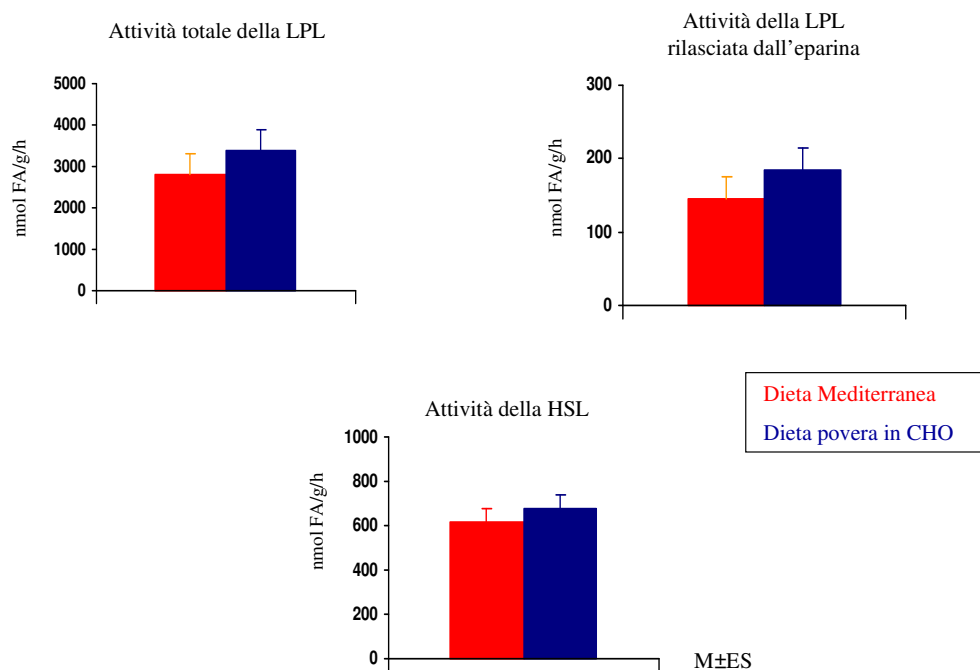 Attività totale della LPL
5000
4000
3000
2000
1000
0
nmol FA/g/h
Attività della LPL
rilasciata dall'eparina
300
200
100
0
nmol FA/g/h
Attività della HSL
1000
800
600
400
200
0
nmol FA/g/h
Dieta Mediterranea
Dieta povera in CHO
M±ES